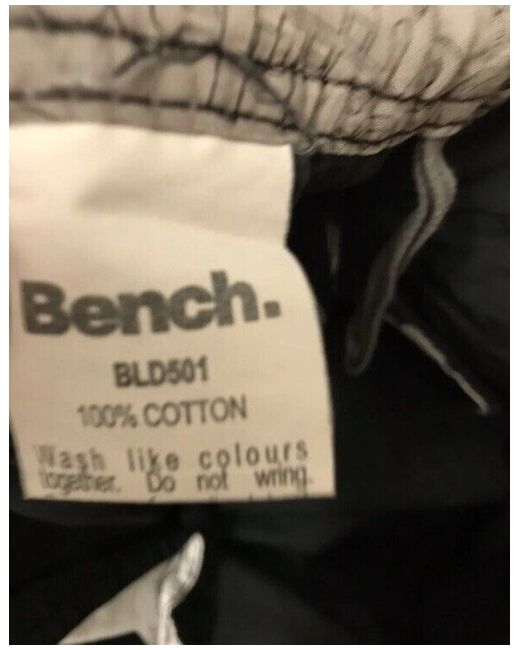 Bench.
BLD501
100% COTTON
Wash like colours
together. Do not wring.